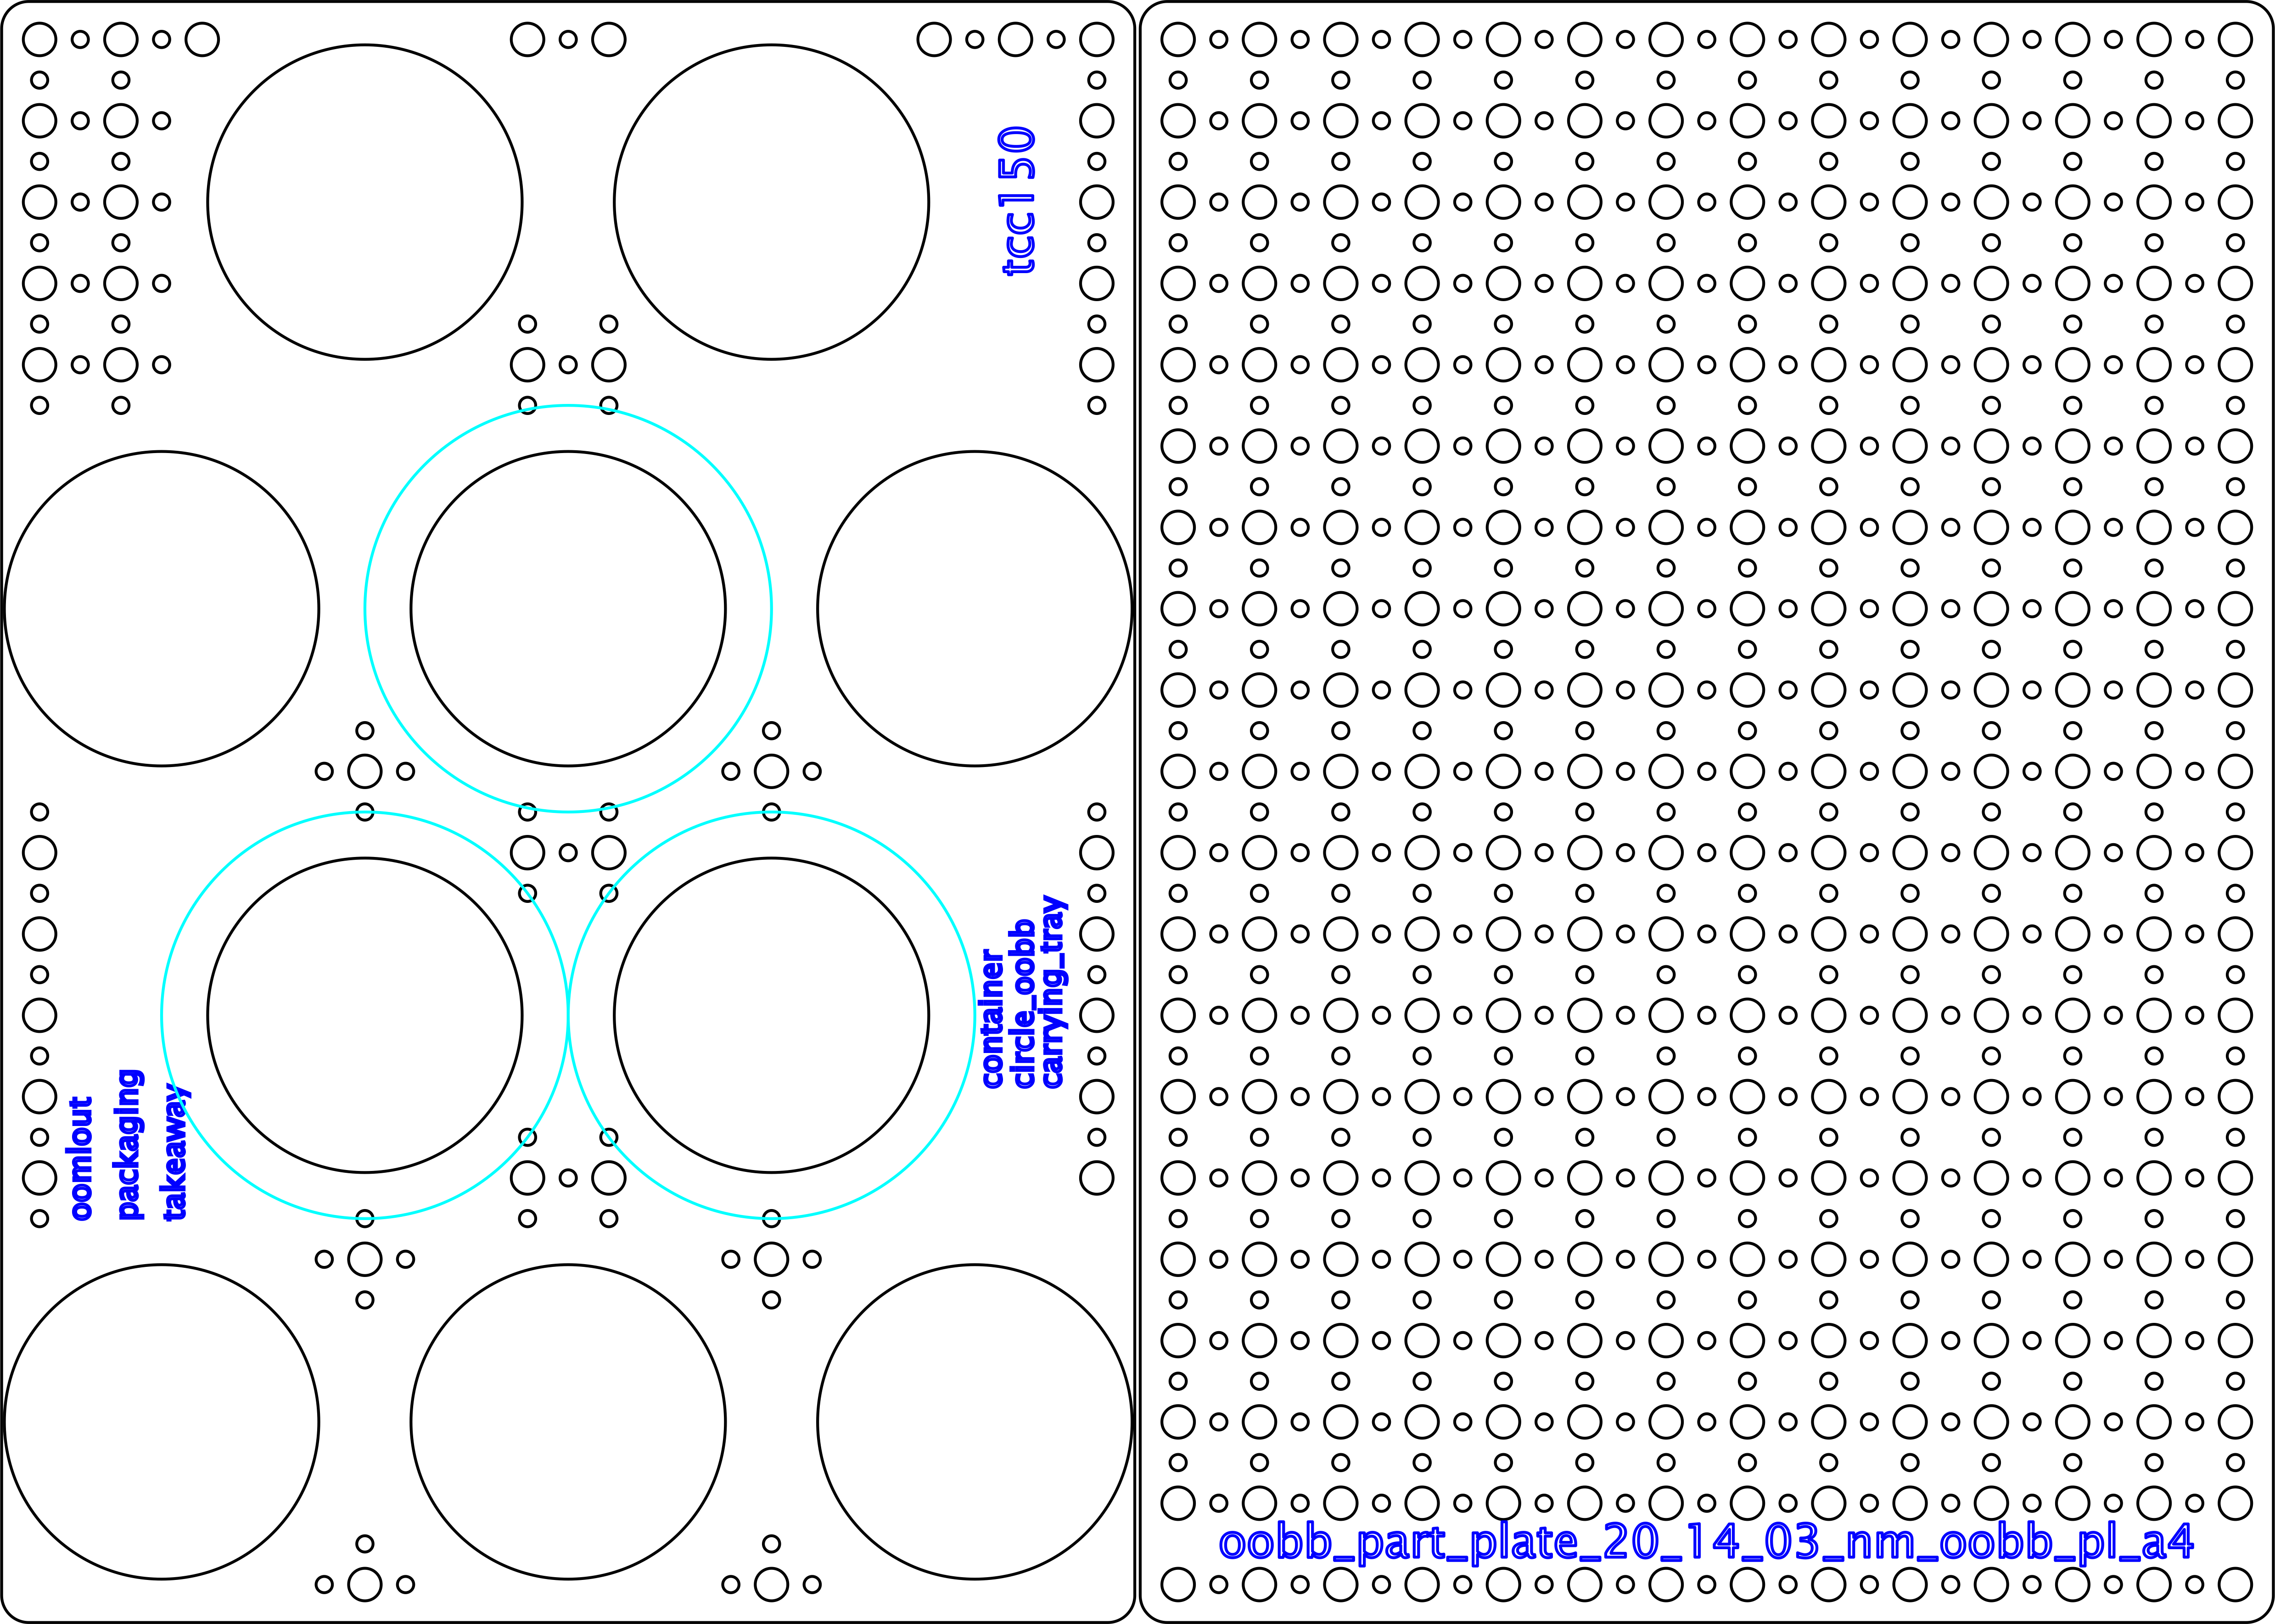 tcc150
oomlout
packaging
takeaway
container
circle_oobb
carrying_tray
oobb_part_plate_20_14_03_nm_oobb_pl_a4